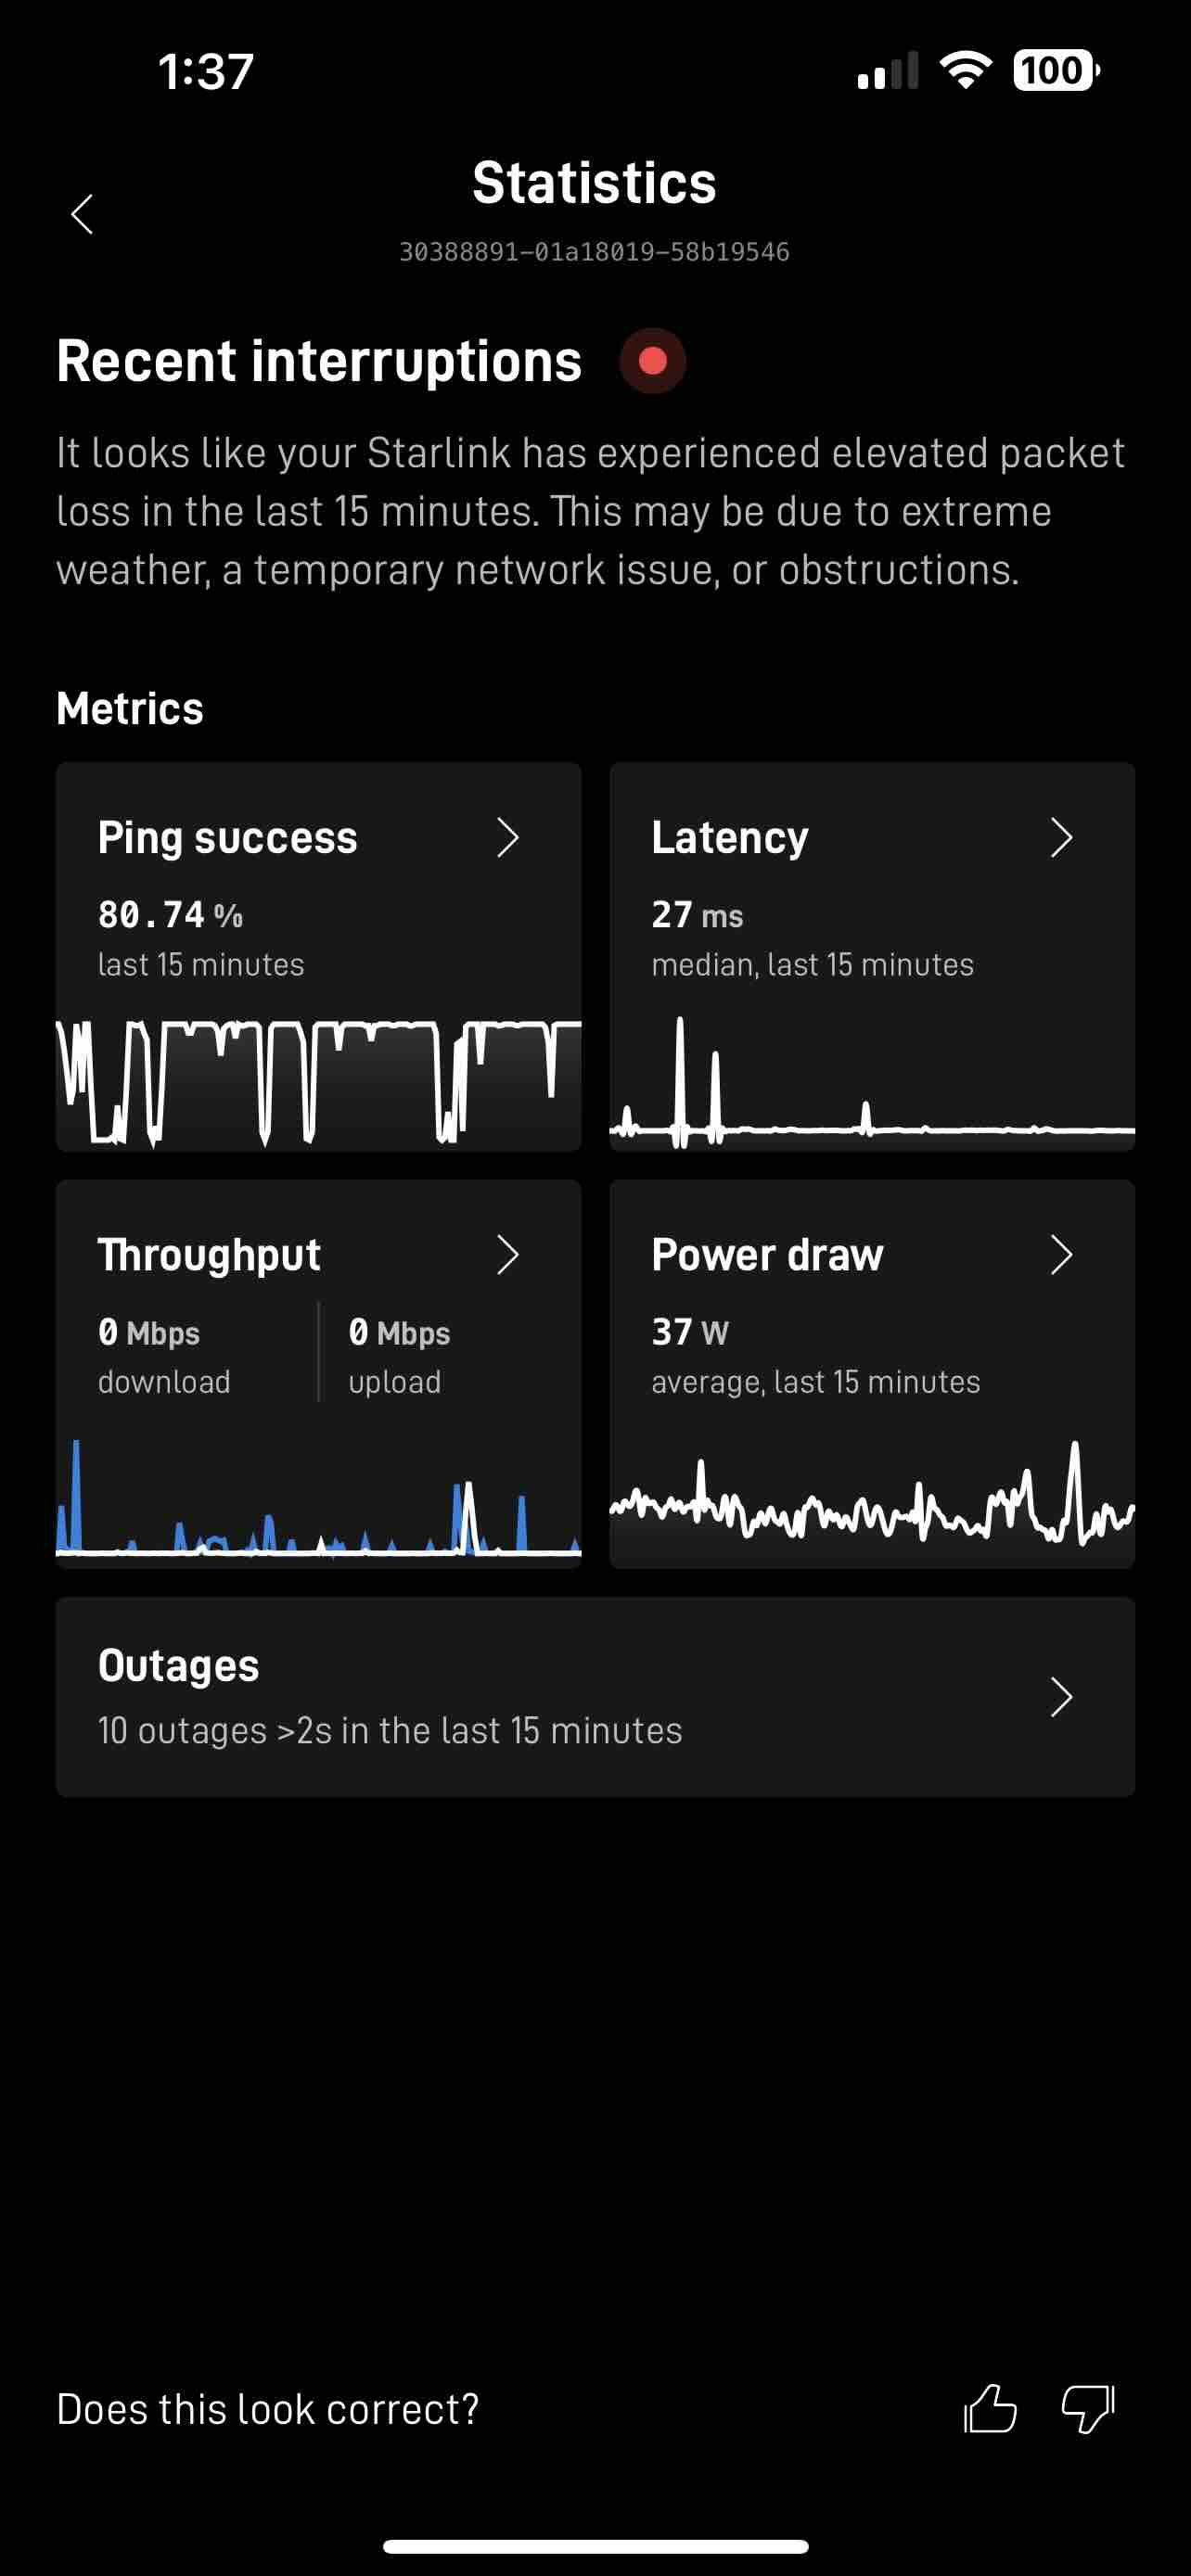 1:37
100
Statistics
30388891-01a18019-58b19546
Recent interruptions
It looks like your Starlink has experienced elevated packet
loss in the last 15 minutes. This may be due to extreme
weather, a temporary network issue, or obstructions.
Metrics
Ping success
80.74 %
last 15 minutes
Latency
27 ms
median, last 15 minutes
Throughput
0 Mbps
download
0 Mbps
upload
Power draw
37 W
average, last 15 minutes
Outages
10 outages >2s in the last 15 minutes
Does this look correct?